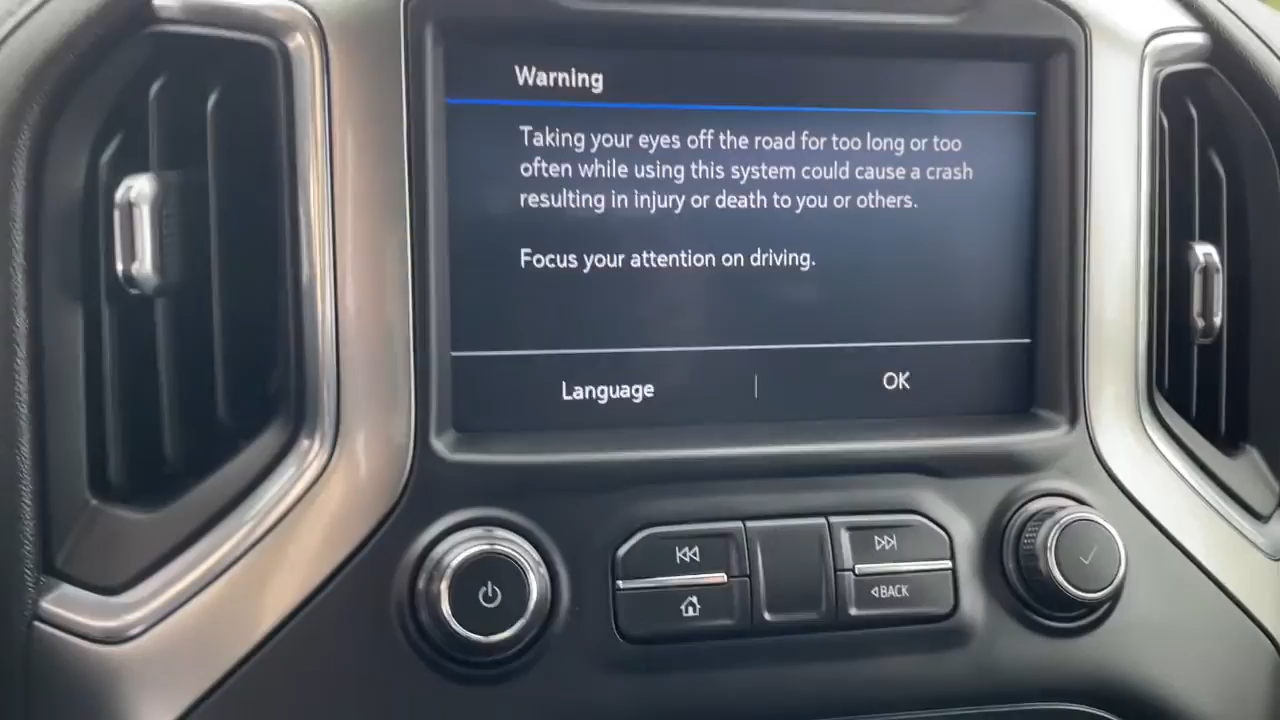 Warning
Taking your eyes off the road for too long or too
often while using this system could cause a crash
resulting in injury or death to you or others.
Focus your attention on driving.
Language
OK
BACK